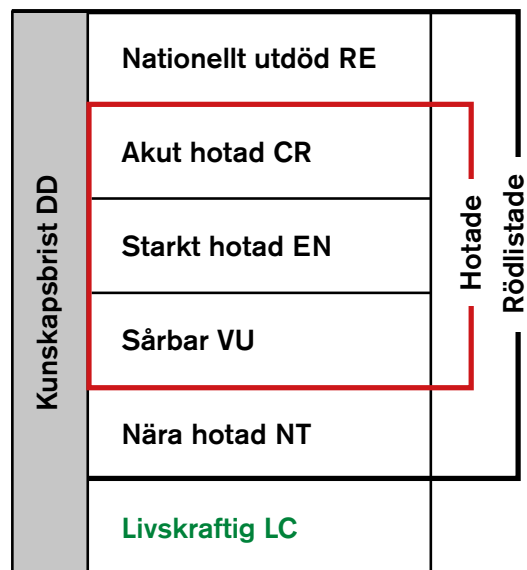 Kunskapsbrist DD
Nationellt utdöd RE
Akut hotad CR
Starkt hotad EN
Sårbar VU
Nära hotad NT
Livskraftig LC
Hotade
Rödlistade